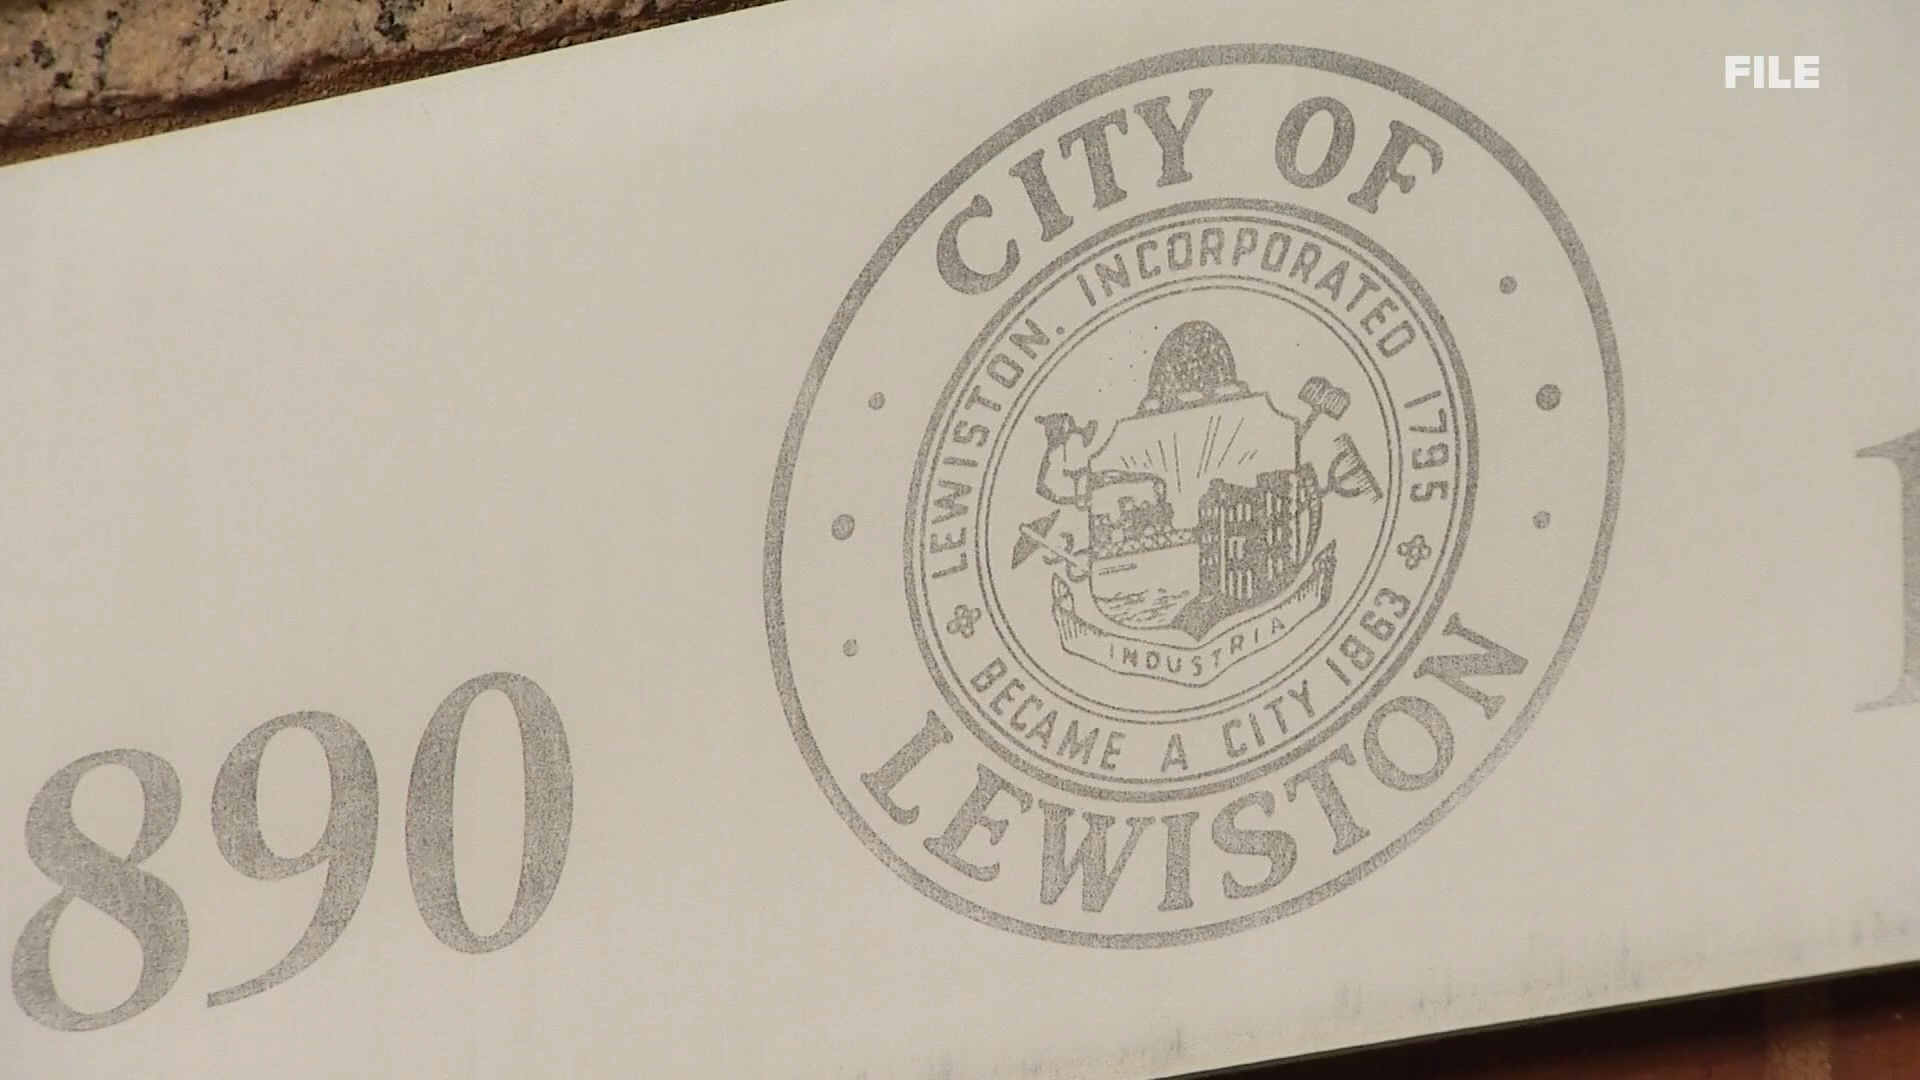 FILE
CITY OF
LEWISTON. INCORPORATED 1795
INDUSTRIA
BECAME A CITY 1863
LEWISTON
890